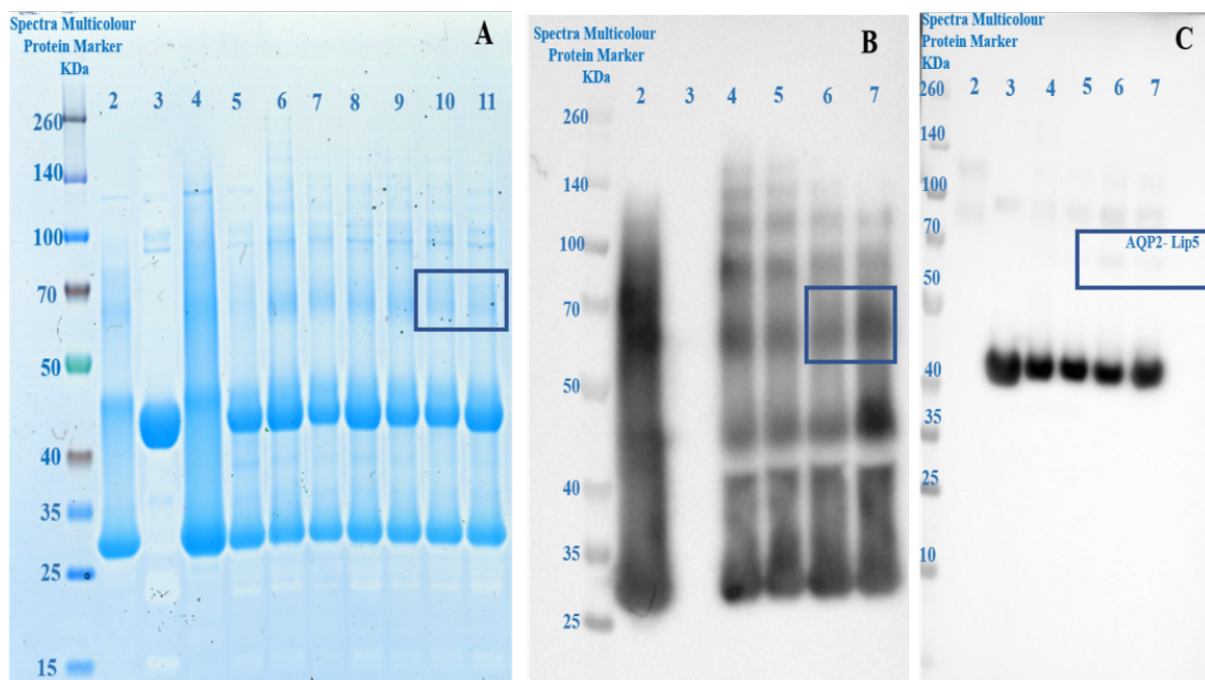 Spectra Multicolour
Protein Marker
KDa
A
2 3 4 5 6 7 8 9 10 11
260
140
100
70
50
40
35
25
15
Spectra Multicolour
Protein Marker
KDa
B
2 3 4 5 6 7
260
140
100
70
50
40
35
25
Spectra Multicolour
Protein Marker
KDa
C
2 3 4 5 6 7
260
140
100
70
50
40
35
25
10
AQP2- Lip5